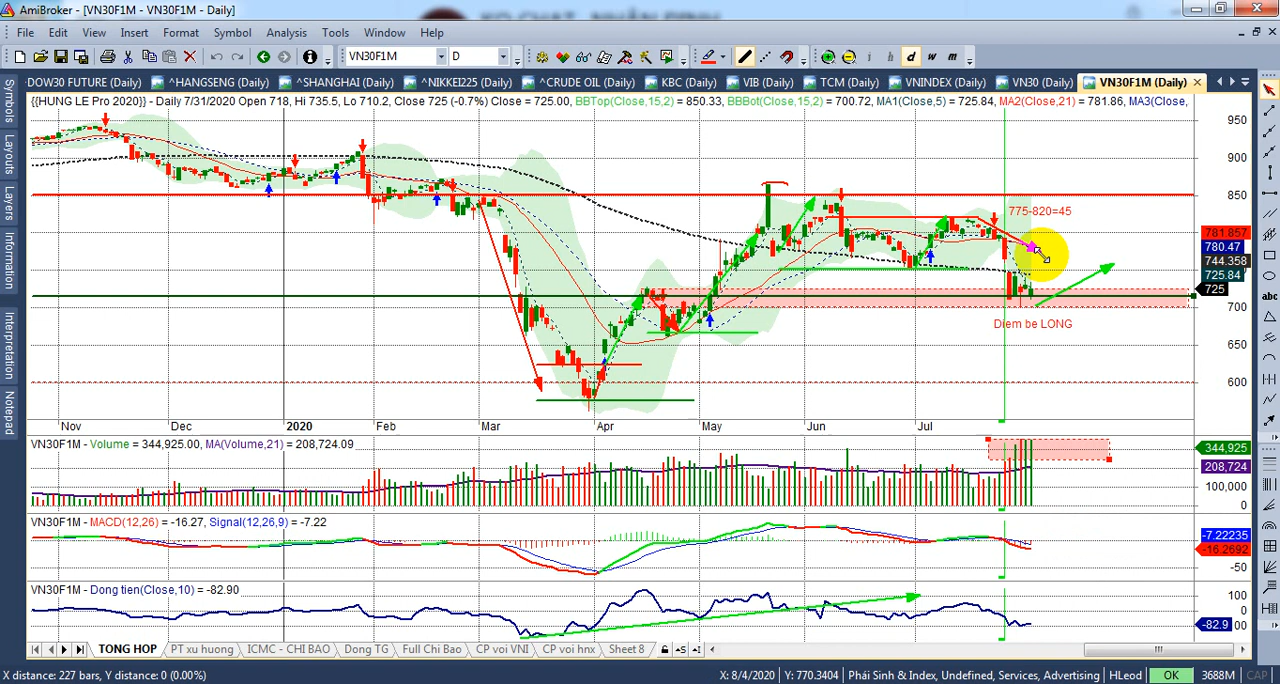 AmiBroker - [VN30F1M - VN30F1M - Daily]
File Edit View Insert Format Symbol Analysis Tools Window Help
VN30F1M D
i h d w m
DOW30 FUTURE (Daily) ^HANGSENG (Daily) ^SHANGHAI (Daily) ^NIKKEI225 (Daily) ^CRUDE OIL (Daily) KBC (Daily) VIB (Daily) TCM (Daily) VNINDEX (Daily) VN30 (Daily) VN30F1M (Daily)
{{HUNG LE Pro 2020}} - Daily 7/31/2020 Open 718, Hi 735.5, Lo 710.2, Close 725 (-0.7%) Close = 725.00, BBTop(Close,15,2) = 850.33, BBBot(Close,15,2) = 700.72, MA1(Close,5) = 725.84, MA2(Close,21) = 781.86, MA3(Close,
Symbols
Layouts
Layers
Information
Interpretation
Notepad
950
900
850
775-820=45
781.857
780.47
744.358
725.84
725
700
Diem be LONG
650
600
Nov Dec 2020 Feb Mar Apr May Jun Jul
VN30F1M - Volume = 344,925.00, MA(Volume,21) = 208,724.09
344,925
208,724
100,000
0
VN30F1M - MACD(12,26) = -16.27, Signal(12,26,9) = -7.22
-7.22235
-16.2692
-50
VN30F1M - Dong tien(Close,10) = -82.90
100
0
-82.9
abc
TONG HOP PT xu huong ICMC - CHI BAO Dong TG Full Chi Bao CP voi VNI CP voi hnx Sheet 8
X distance: 227 bars, Y distance: 0 (0.00%) X: 8/4/2020 Y: 770.3404 Phái Sinh & Index, Undefined, Services, Advertising HLeod OK 3688M CAP